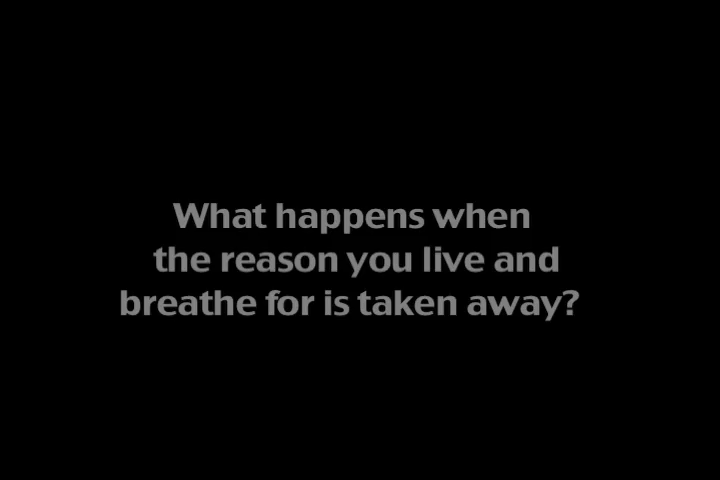 What happens when
the reason you live and
breathe for is taken away?